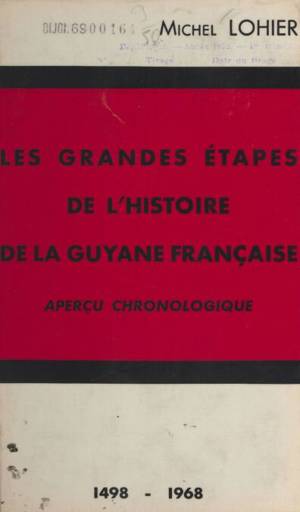 MICHEL LOHIER
LES GRANDES ÉTAPES
DE L'HISTOIRE
DE LA GUYANE FRANÇAISE
APERÇU CHRONOLOGIQUE
1498 - 1968